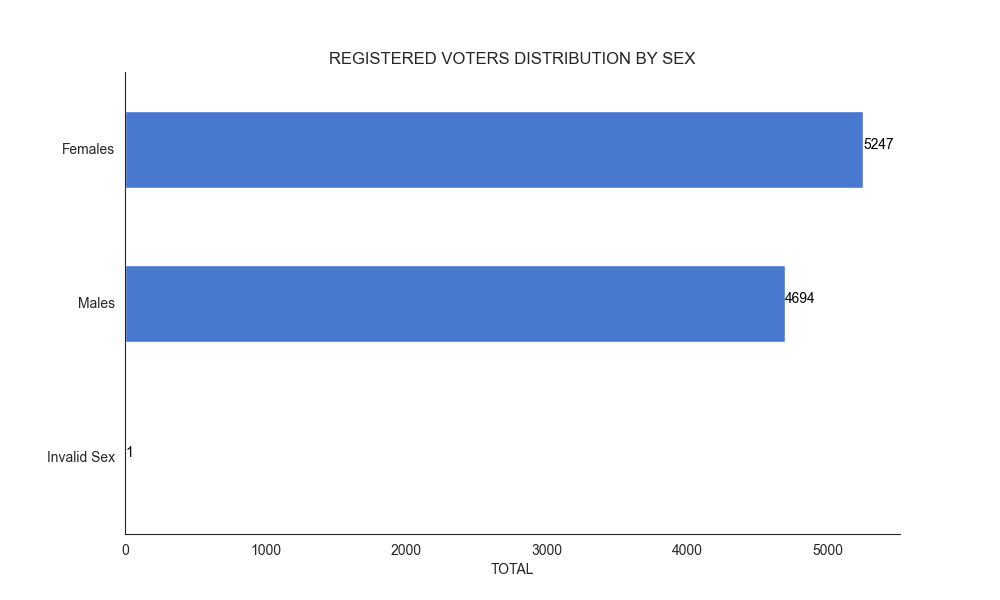 REGISTERED VOTERS DISTRIBUTION BY SEX
Females 5247
Males 4694
Invalid Sex 1
0 1000 2000 3000 4000 5000
TOTAL